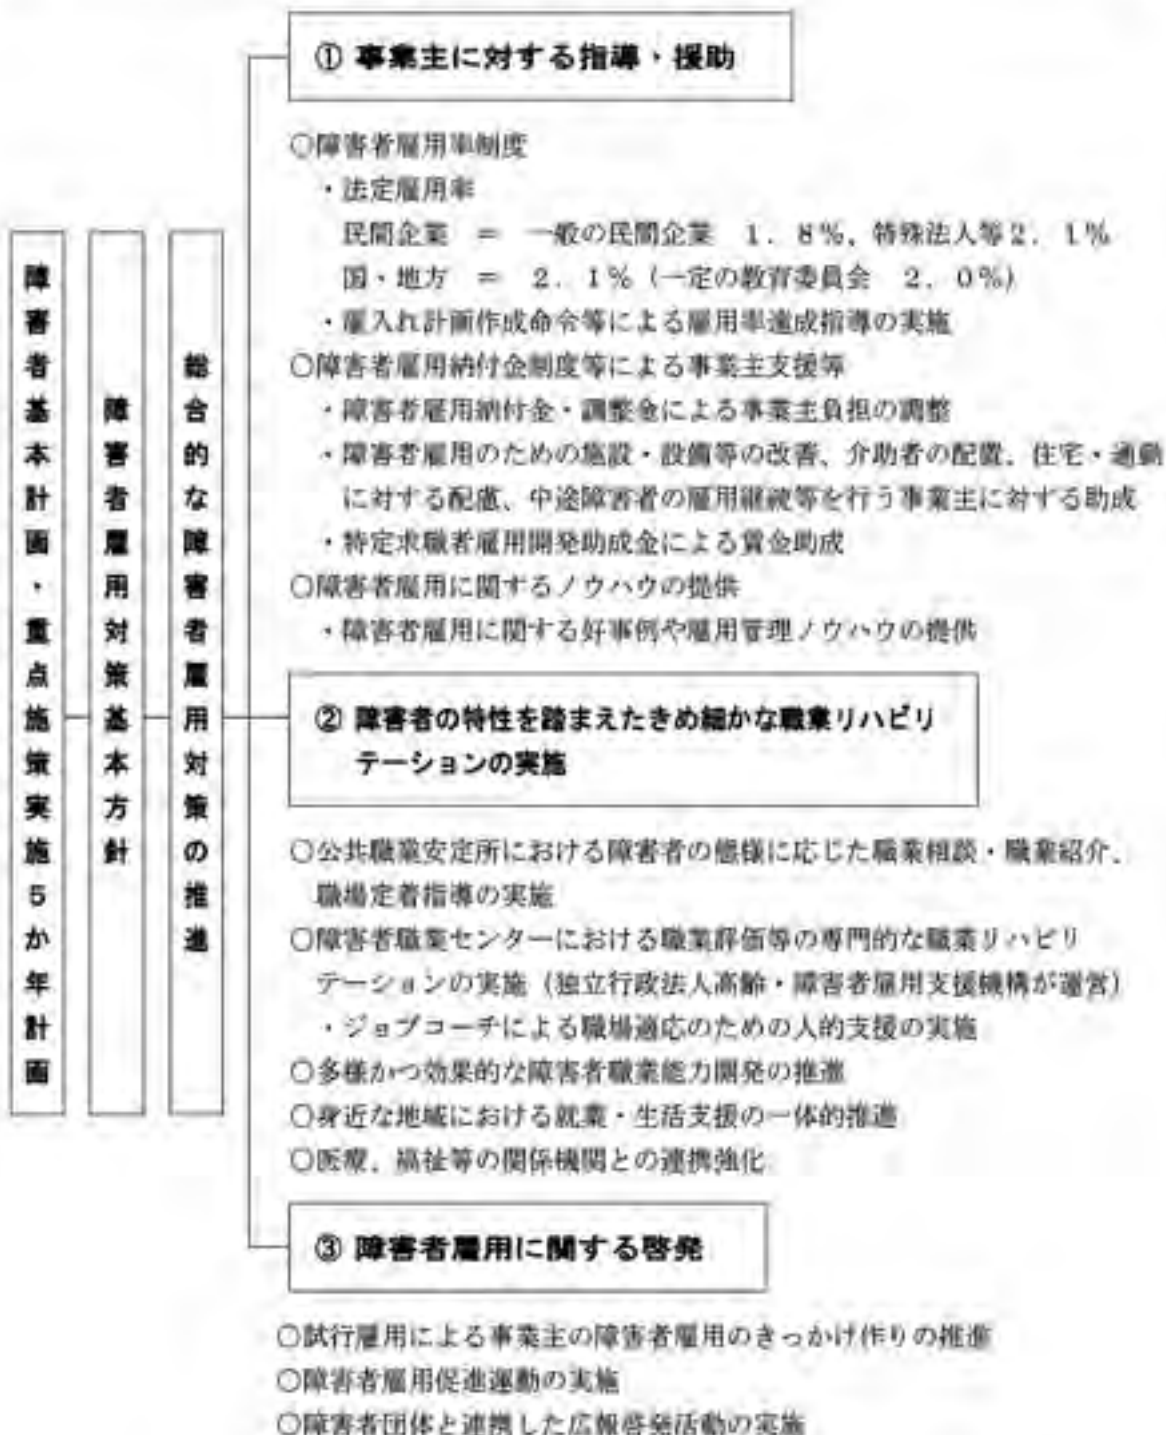 障害者基本計画・重点施策実施5か年計画
障害者雇用対策基本方針
総合的な障害者雇用対策の推進
① 事業主に対する指導・援助
○障害者雇用率制度
・法定雇用率
民間企業 = 一般の民間企業 1.8%、特殊法人等2.1%
国・地方 = 2.1%(一定の教育委員会 2.0%)
・雇入れ計画作成命令等による雇用率達成指導の実施
○障害者雇用納付金制度等による事業主支援等
・障害者雇用納付金・調整金による事業主負担の調整
・障害者雇用のための施設・設備等の改善、介助者の配置、住宅・通勤
に対する配慮、中途障害者の雇用継続等を行う事業主に対する助成
・特定求職者雇用開発助成金による賃金助成
○障害者雇用に関するノウハウの提供
・障害者雇用に関する好事例や雇用管理ノウハウの提供
② 障害者の特性を踏まえたきめ細かな職業リハビリ
テーションの実施
○公共職業安定所における障害者の態様に応じた職業相談・職業紹介、
職場定着指導の実施
○障害者職業センターにおける職業評価等の専門的な職業リハビリ
テーションの実施(独立行政法人高齢・障害者雇用支援機構が運営)
・ジョブコーチによる職場適応のための人的支援の実施
○多様かつ効果的な障害者職業能力開発の推進
○身近な地域における就業・生活支援の一体的推進
○医療、福祉等の関係機関との連携強化
③ 障害者雇用に関する啓発
○試行雇用による事業主の障害者雇用のきっかけ作りの推進
○障害者雇用促進運動の実施
○障害者団体と連携した広報啓発活動の実施